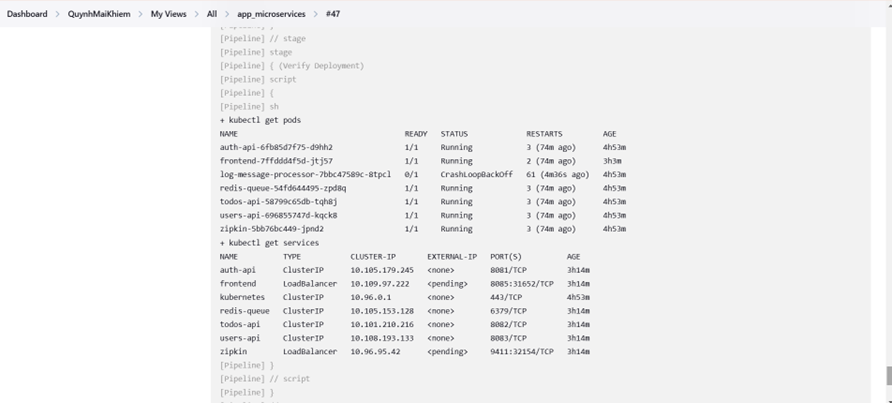 Dashboard > QuynhMaiKhiem > My Views > All > app_microservices > #47
[Pipeline] // stage
[Pipeline] stage
[Pipeline] { (Verify Deployment)
[Pipeline] script
[Pipeline] {
[Pipeline] sh
+ kubectl get pods
NAME READY STATUS RESTARTS AGE
auth-api-6fb85d7f75-d9hh2 1/1 Running 3 (74m ago) 4h53m
frontend-7ffddd4f5d-jtj57 1/1 Running 2 (74m ago) 3h3m
log-message-processor-7bbc47589c-8tpcl 0/1 CrashLoopBackOff 61 (4m36s ago) 4h53m
redis-queue-54fd644495-zpd8q 1/1 Running 3 (74m ago) 4h53m
todos-api-58799c65db-tqh8j 1/1 Running 3 (74m ago) 4h53m
users-api-696855747d-kqck8 1/1 Running 3 (74m ago) 4h53m
zipkin-5bb76bc449-jpnd2 1/1 Running 3 (74m ago) 4h53m
+ kubectl get services
NAME TYPE CLUSTER-IP EXTERNAL-IP PORT(S) AGE
auth-api ClusterIP 10.105.179.245 <none> 8081/TCP 3h14m
frontend LoadBalancer 10.109.97.222 <pending> 8085:31652/TCP 3h14m
kubernetes ClusterIP 10.96.0.1 <none> 443/TCP 4h53m
redis-queue ClusterIP 10.105.153.128 <none> 6379/TCP 3h14m
todos-api ClusterIP 10.101.210.216 <none> 8082/TCP 3h14m
users-api ClusterIP 10.108.193.133 <none> 8083/TCP 3h14m
zipkin LoadBalancer 10.96.95.42 <pending> 9411:32154/TCP 3h14m
[Pipeline] }
[Pipeline] // script
[Pipeline] }